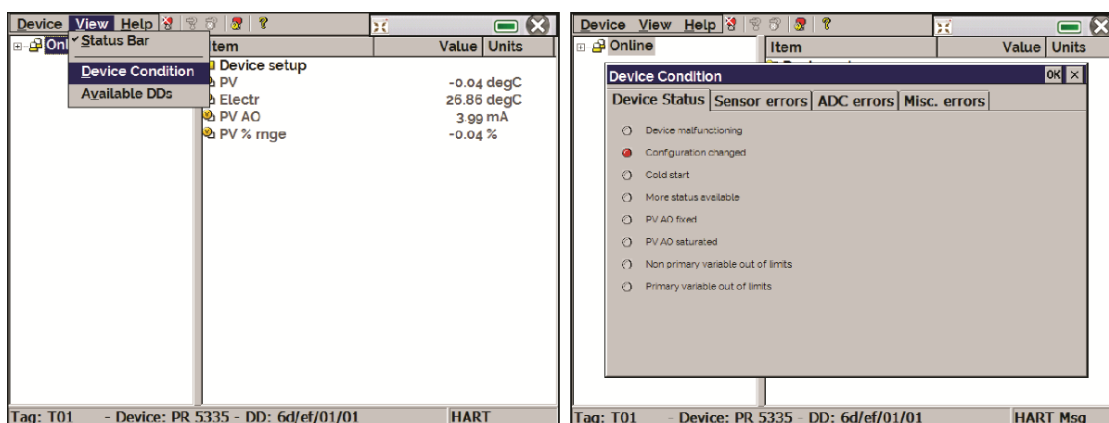 Device View Help
Status Bar
Device Condition
Available DDs
Onl
tem Value Units
Device setup
PV -0.04 degC
Electr 26.86 degC
PV AO 3.99 mA
PV % rnge -0.04 %
Tag: T01 - Device: PR 5335 - DD: 6d/ef/01/01 HART
Device View Help
Online
Item Value Units
Device Condition OK
Device Status Sensor errors ADC errors Misc. errors
Device malfunctioning
Configuration changed
Cold start
More status available
PV AO fixed
PV AO saturated
Non primary variable out of limits
Primary variable out of limits
Tag: T01 - Device: PR 5335 - DD: 6d/ef/01/01 HART Msg